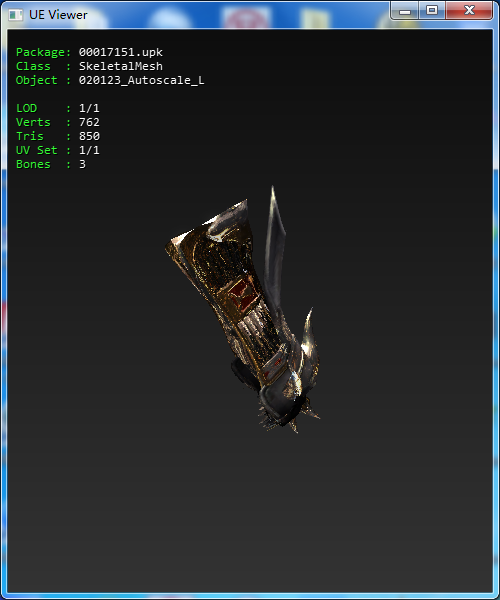 UE Viewer
Package: 00017151.upk
Class  : SkeletalMesh
Object : 020123_Autoscale_L
LOD    : 1/1
Verts  : 762
Tris   : 850
UV Set : 1/1
Bones  : 3